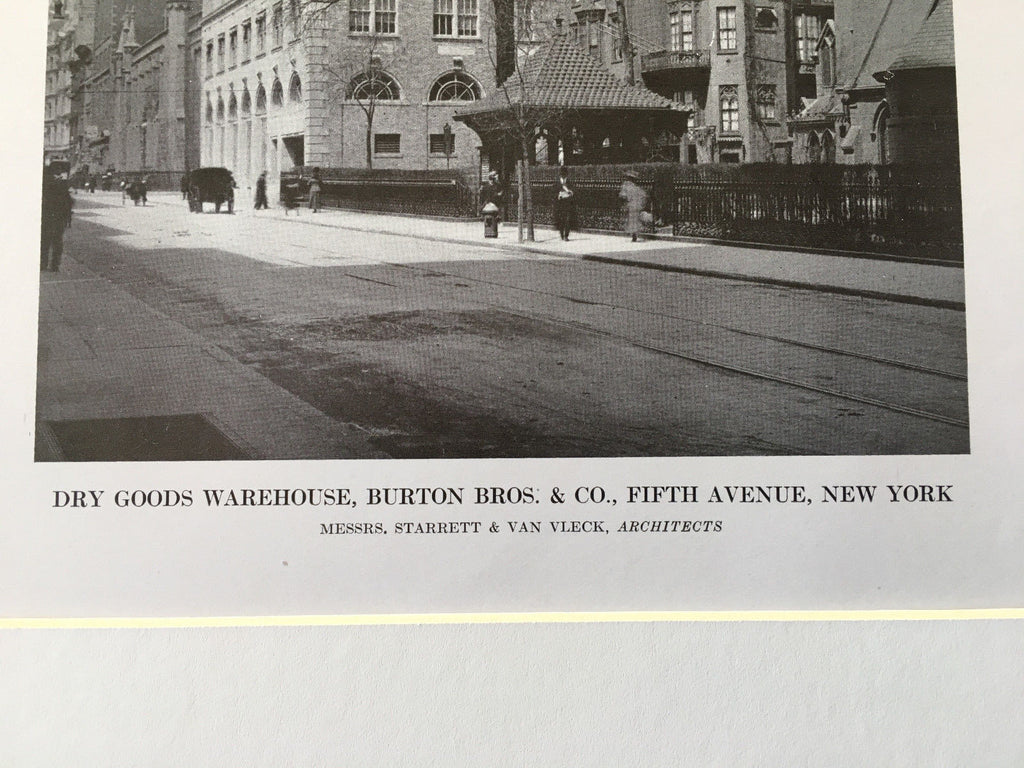 DRY GOODS WAREHOUSE, BURTON BROS. & CO., FIFTH AVENUE, NEW YORK
MESSRS. STARRETT & VAN VLECK, ARCHITECTS